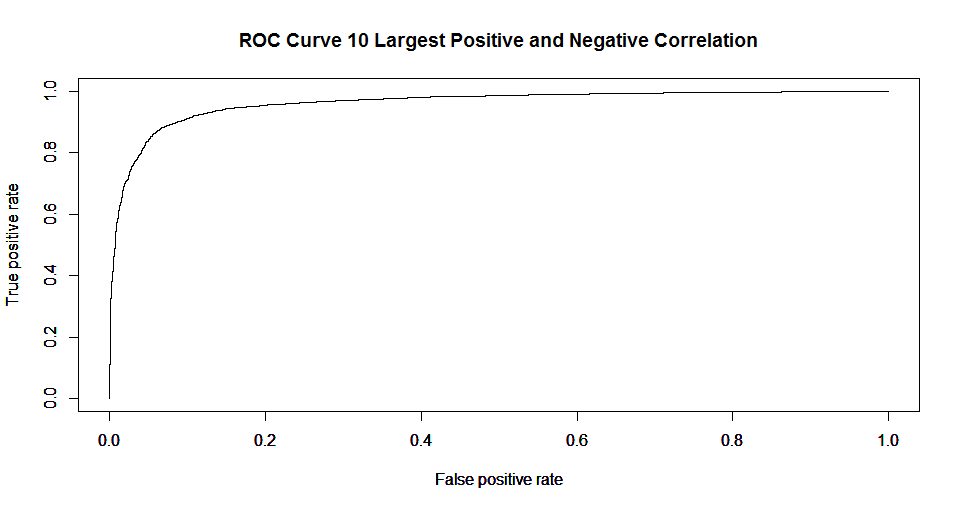 ROC Curve 10 Largest Positive and Negative Correlation
True positive rate
1.0
0.8
0.6
0.4
0.2
0.0
0.0 0.2 0.4 0.6 0.8 1.0
False positive rate